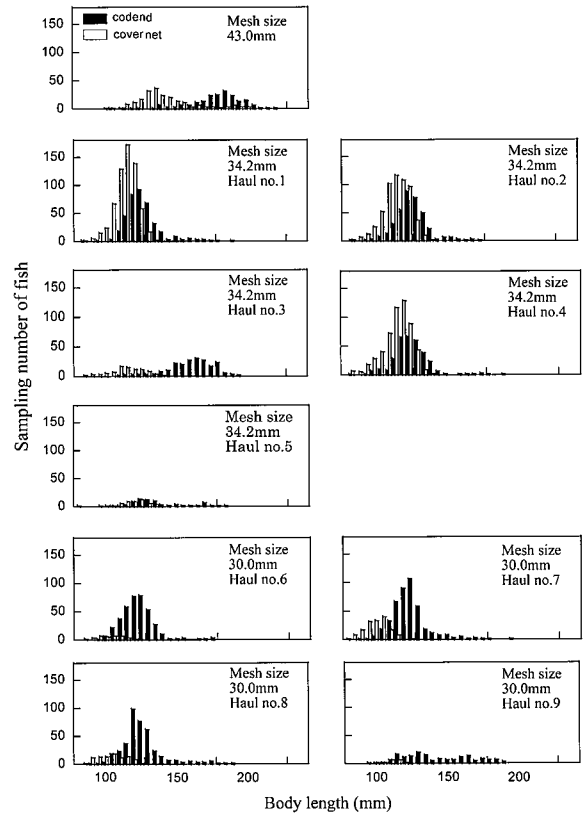 codend
cover net
Mesh size
43.0mm
150
100
50
0
Mesh size
34.2mm
Haul no.1
150
100
50
0
Mesh size
34.2mm
Haul no.2
Mesh size
34.2mm
Haul no.3
150
100
50
0
Mesh size
34.2mm
Haul no.4
Mesh size
34.2mm
Haul no.5
150
100
50
0
Mesh size
30.0mm
Haul no.6
150
100
50
0
Mesh size
30.0mm
Haul no.7
Mesh size
30.0mm
Haul no.8
150
100
50
0
Mesh size
30.0mm
Haul no.9
100 150 200
100 150 200
Sampling number of fish
Body length (mm)